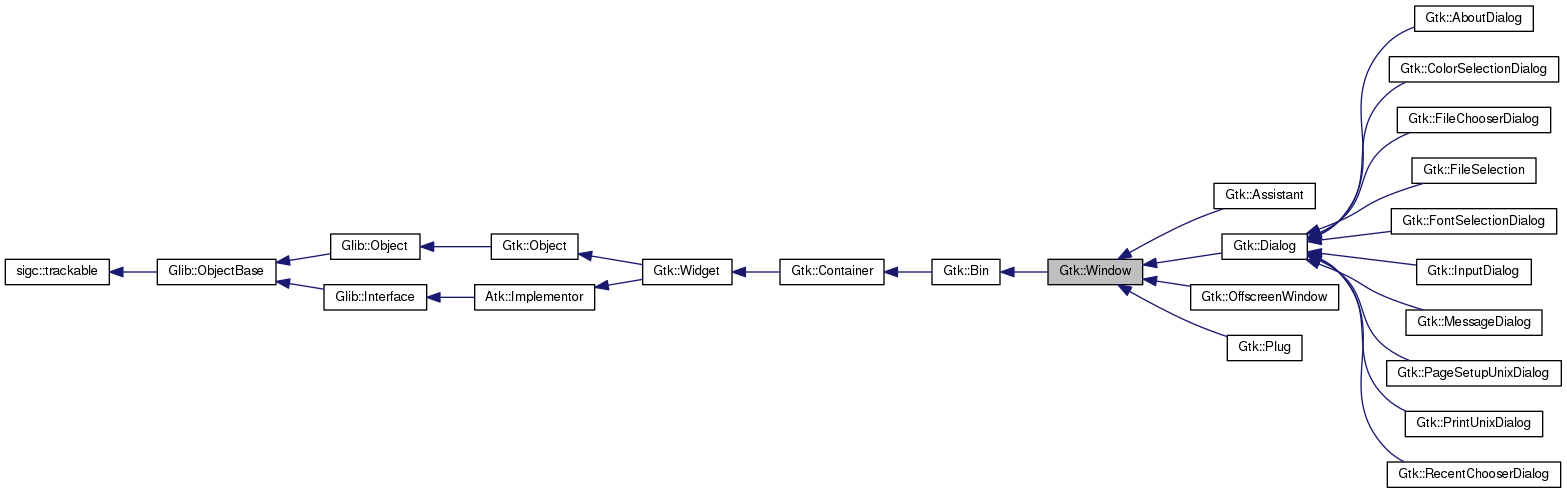 sigc::trackable
Glib::ObjectBase
Glib::Object
Glib::Interface
Gtk::Object
Atk::Implementor
Gtk::Widget
Gtk::Container
Gtk::Bin
Gtk::Window
Gtk::Assistant
Gtk::Dialog
Gtk::OffscreenWindow
Gtk::Plug
Gtk::AboutDialog
Gtk::ColorSelectionDialog
Gtk::FileChooserDialog
Gtk::FileSelection
Gtk::FontSelectionDialog
Gtk::InputDialog
Gtk::MessageDialog
Gtk::PageSetupUnixDialog
Gtk::PrintUnixDialog
Gtk::RecentChooserDialog